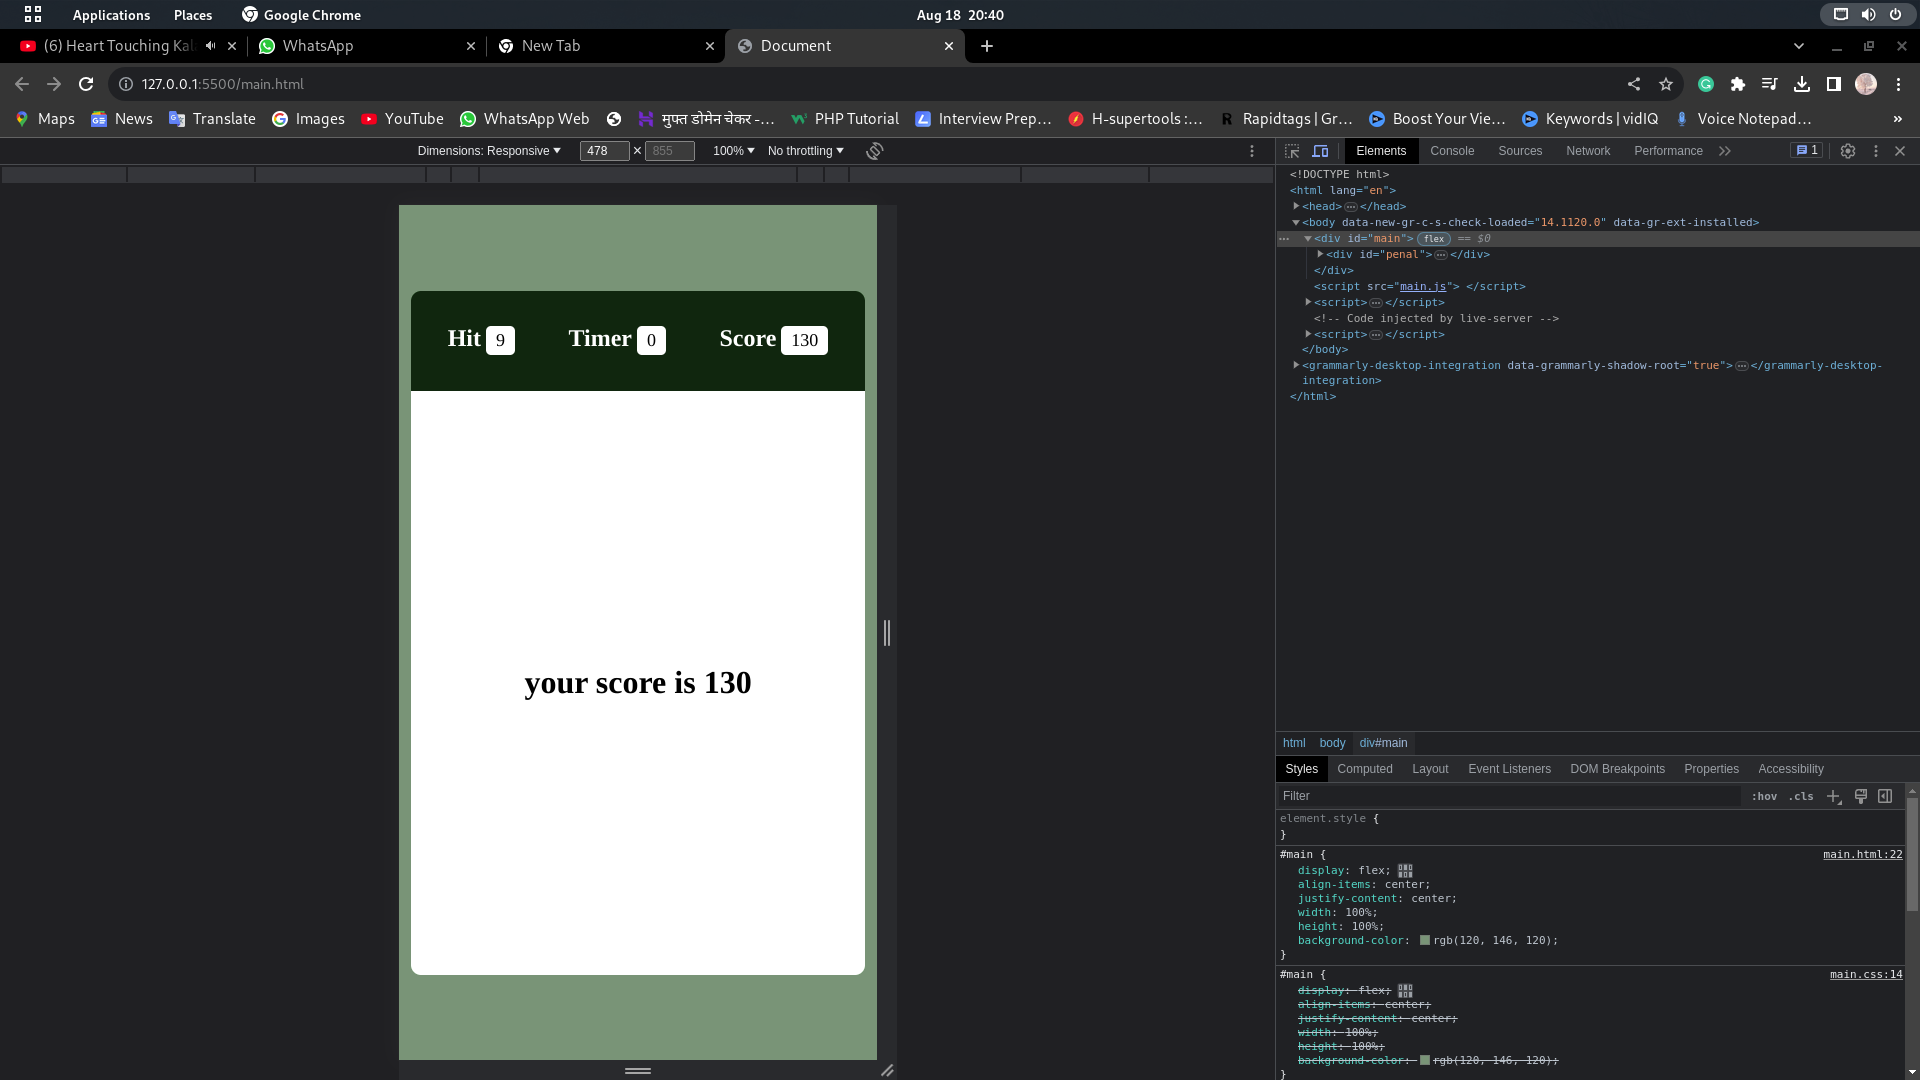 Applications Places Google Chrome Aug 18 20:40
(6) Heart Touching Kal WhatsApp New Tab Document
127.0.0.1:5500/main.html
Maps News Translate Images YouTube WhatsApp Web मुफ्त डोमेन चेकर -... PHP Tutorial Interview Prep... H-supertools :... Rapidtags | Gr... Boost Your Vie... Keywords | vidIQ Voice Notepad... »
Dimensions: Responsive 478 × 855 100% No throttling
Elements Console Sources Network Performance 1
<!DOCTYPE html>
<html lang="en">
<head>…</head>
<body data-new-gr-c-s-check-loaded="14.1120.0" data-gr-ext-installed>
<div id="main"> flex == $0
<div id="penal">…</div>
</div>
<script src="main.js"> </script>
<script>…</script>
<!-- Code injected by live-server -->
<script>…</script>
</body>
<grammarly-desktop-integration data-grammarly-shadow-root="true">…</grammarly-desktop-
integration>
</html>
Hit 9 Timer 0 Score 130
your score is 130
html body div#main
Styles Computed Layout Event Listeners DOM Breakpoints Properties Accessibility
Filter :hov .cls
element.style {
}
#main { main.html:22
display: flex;
align-items: center;
justify-content: center;
width: 100%;
height: 100%;
background-color: rgb(120, 146, 120);
}
#main { main.css:14
display: flex;
align-items: center;
justify-content: center;
width: 100%;
height: 100%;
background-color: rgb(120, 146, 120);
}